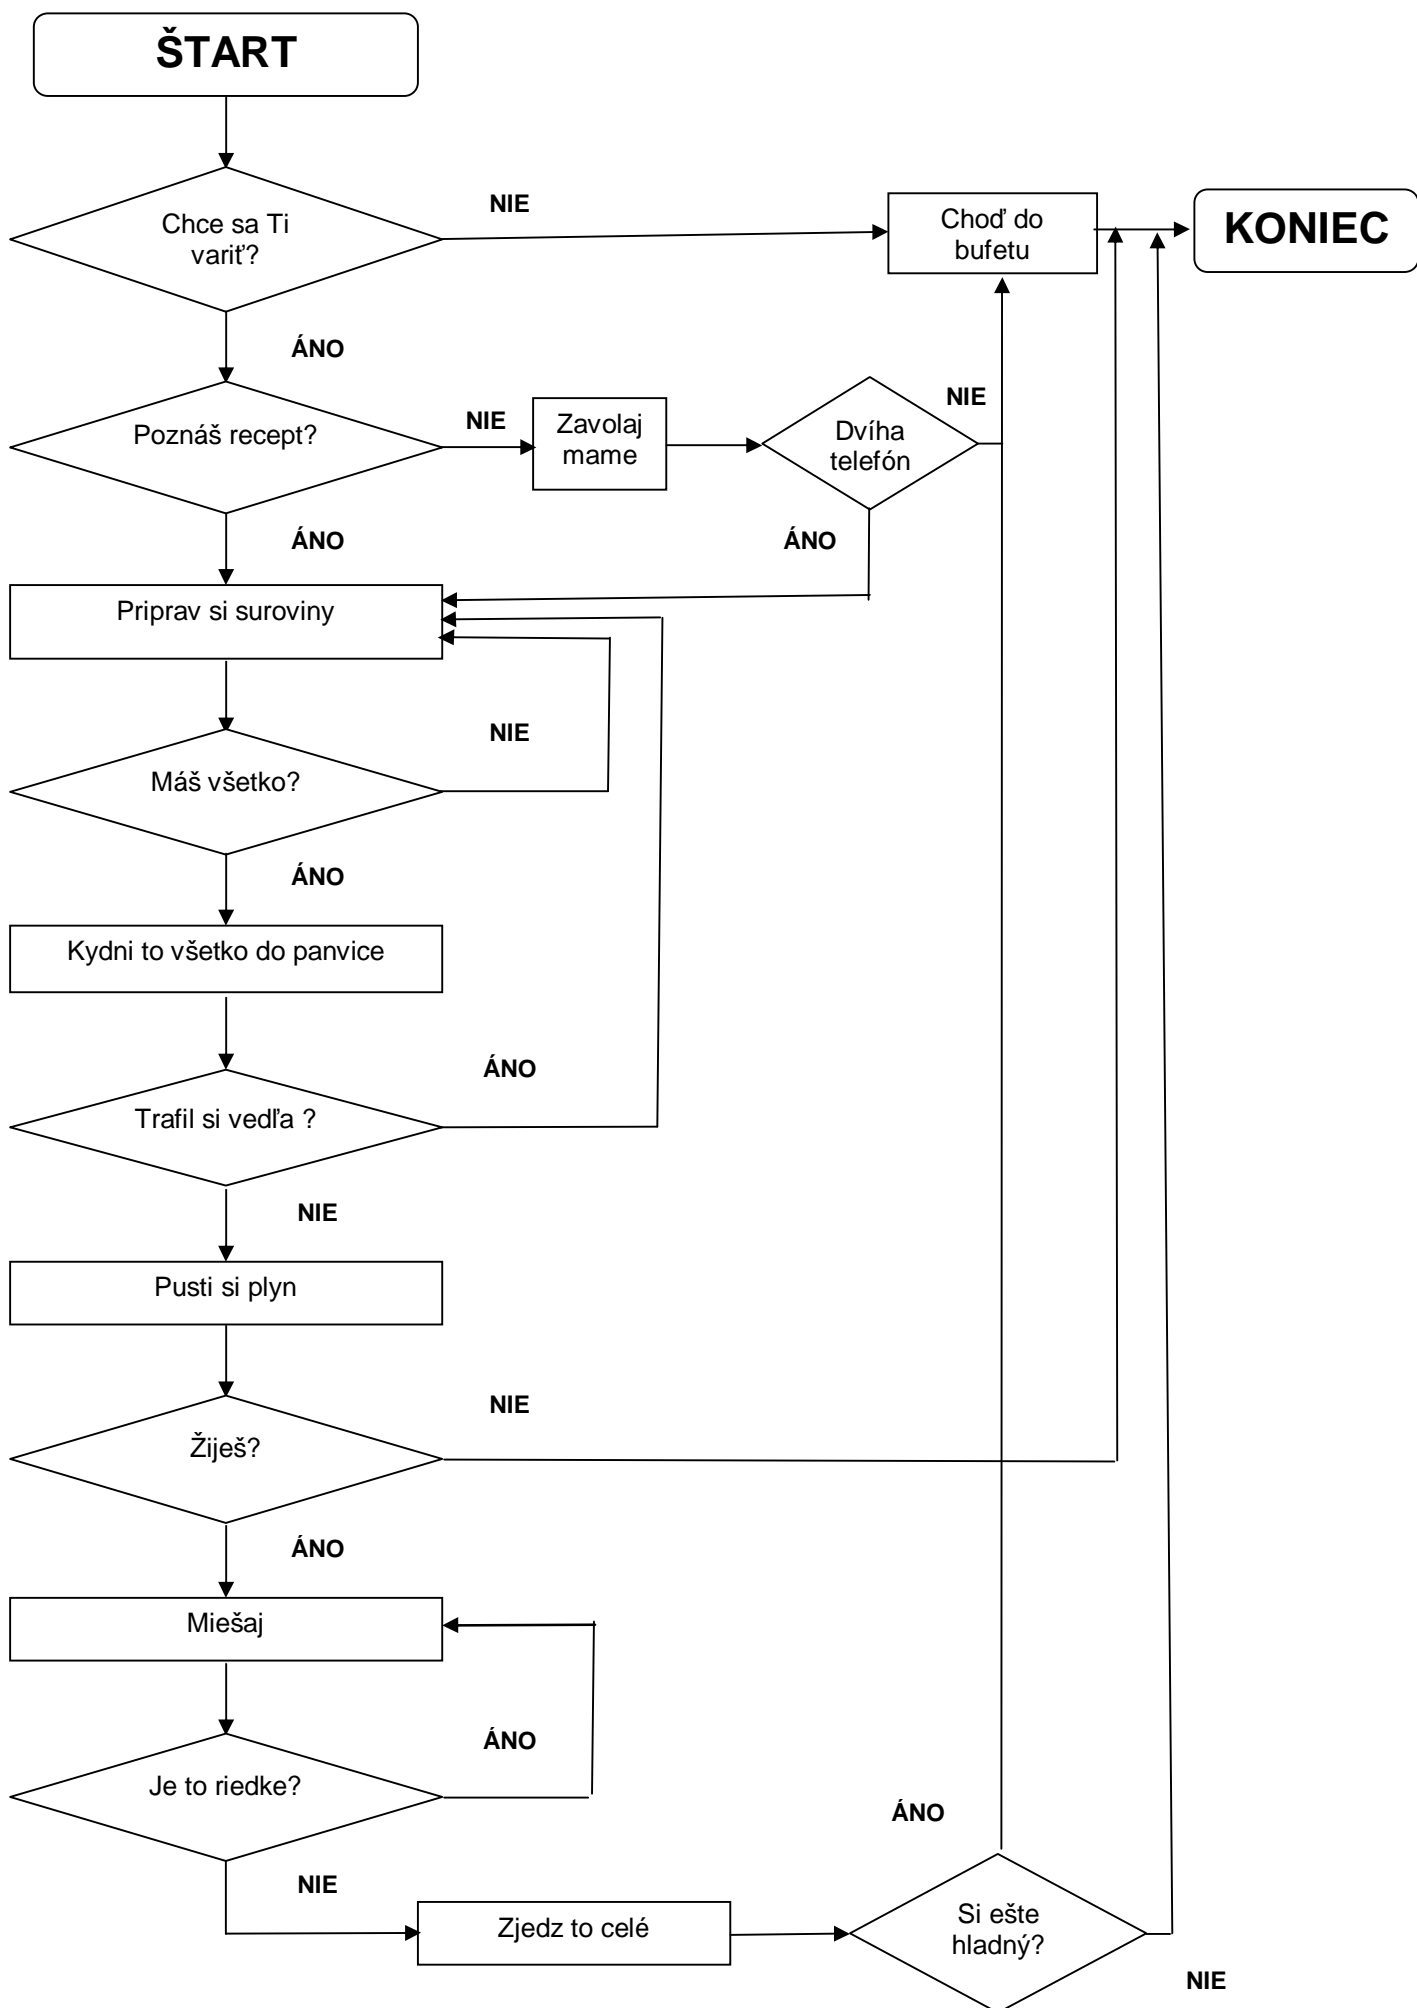 ŠTART
Chce sa Ti
variť?
NIE
Choď do
bufetu
KONIEC
ÁNO
Poznáš recept?
NIE
Zavolaj
mame
Dvíha
telefón
NIE
ÁNO
ÁNO
Priprav si suroviny
Máš všetko?
NIE
ÁNO
Kydni to všetko do panvice
Trafil si vedľa ?
ÁNO
NIE
Pusti si plyn
Žiješ?
NIE
ÁNO
Miešaj
Je to riedke?
ÁNO
NIE
Zjedz to celé
ÁNO
Si ešte
hladný?
NIE